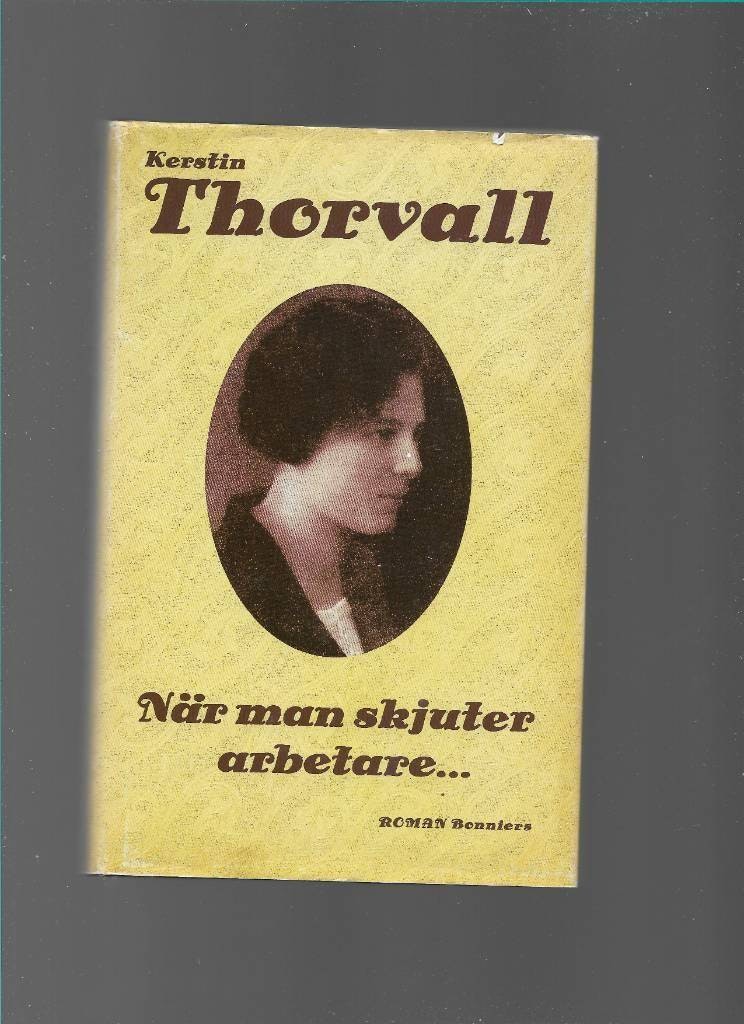 Kerstin
Thorvall
När man skjuter
arbetare...
ROMAN Bonniers